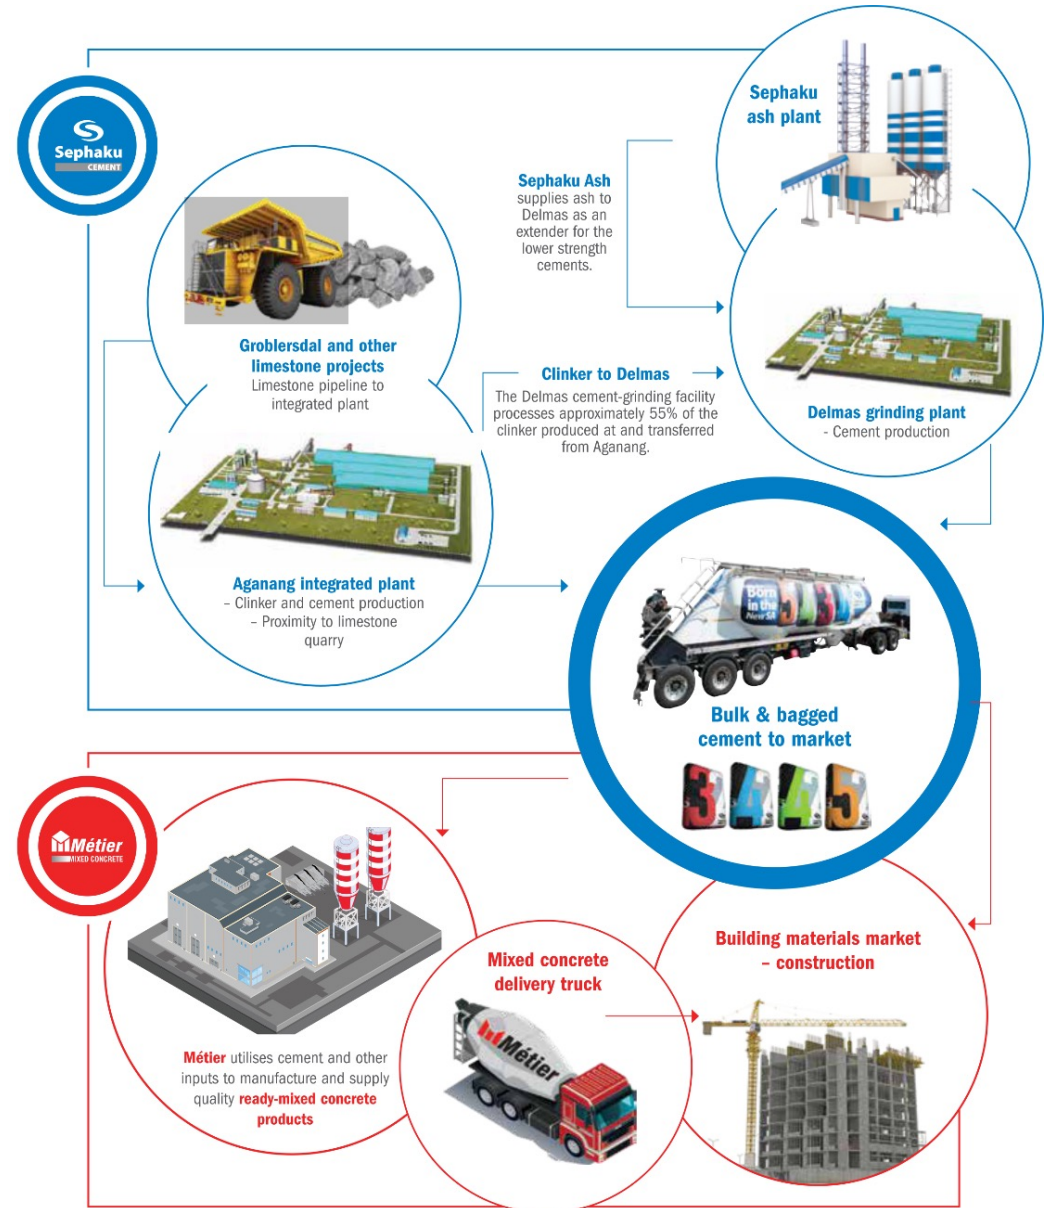 Sephaku
ash plant
Sephaku
CEMENT
Sephaku Ash
supplies ash to
Delmas as an
extender for the
lower strength
cements.
Groblersdal and other
limestone projects
Limestone pipeline to
integrated plant
Clinker to Delmas
The Delmas cement-grinding facility
processes approximately 55% of the
clinker produced at and transferred
from Aganang.
Delmas grinding plant
- Cement production
Aganang integrated plant
– Clinker and cement production
– Proximity to limestone
quarry
Born
in the
New SA
Bulk & bagged
cement to market
3 4 4 5
Métier
MIXED CONCRETE
Building materials market
– construction
Mixed concrete
delivery truck
Métier
Métier utilises cement and other
inputs to manufacture and supply
quality ready-mixed concrete
products